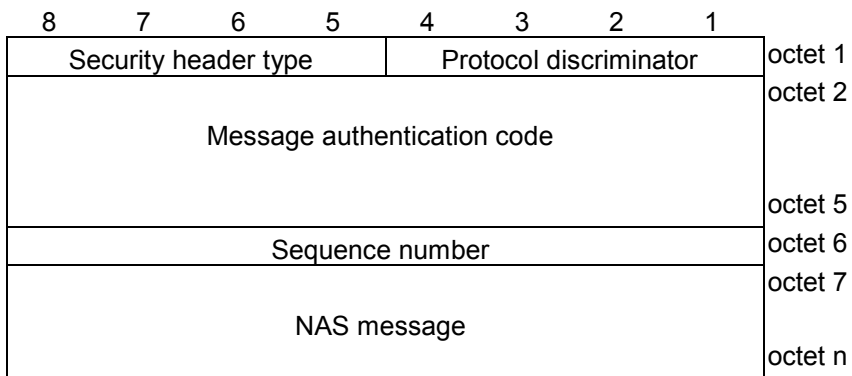 8 7 6 5 4 3 2 1
Security header type Protocol discriminator octet 1
octet 2
Message authentication code
octet 5
Sequence number octet 6
octet 7
NAS message
octet n